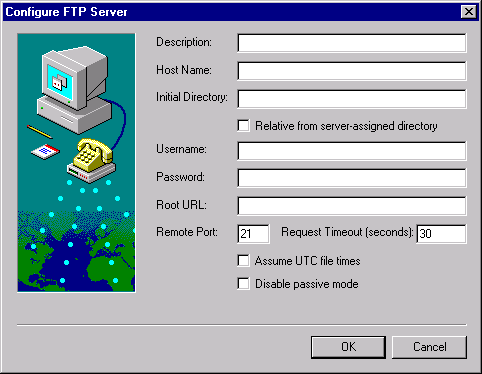 Configure FTP Server
Description:
Host Name:
Initial Directory:
Relative from server-assigned directory
Username:
Password:
Root URL:
Remote Port: 21 Request Timeout (seconds): 30
Assume UTC file times
Disable passive mode
OK Cancel